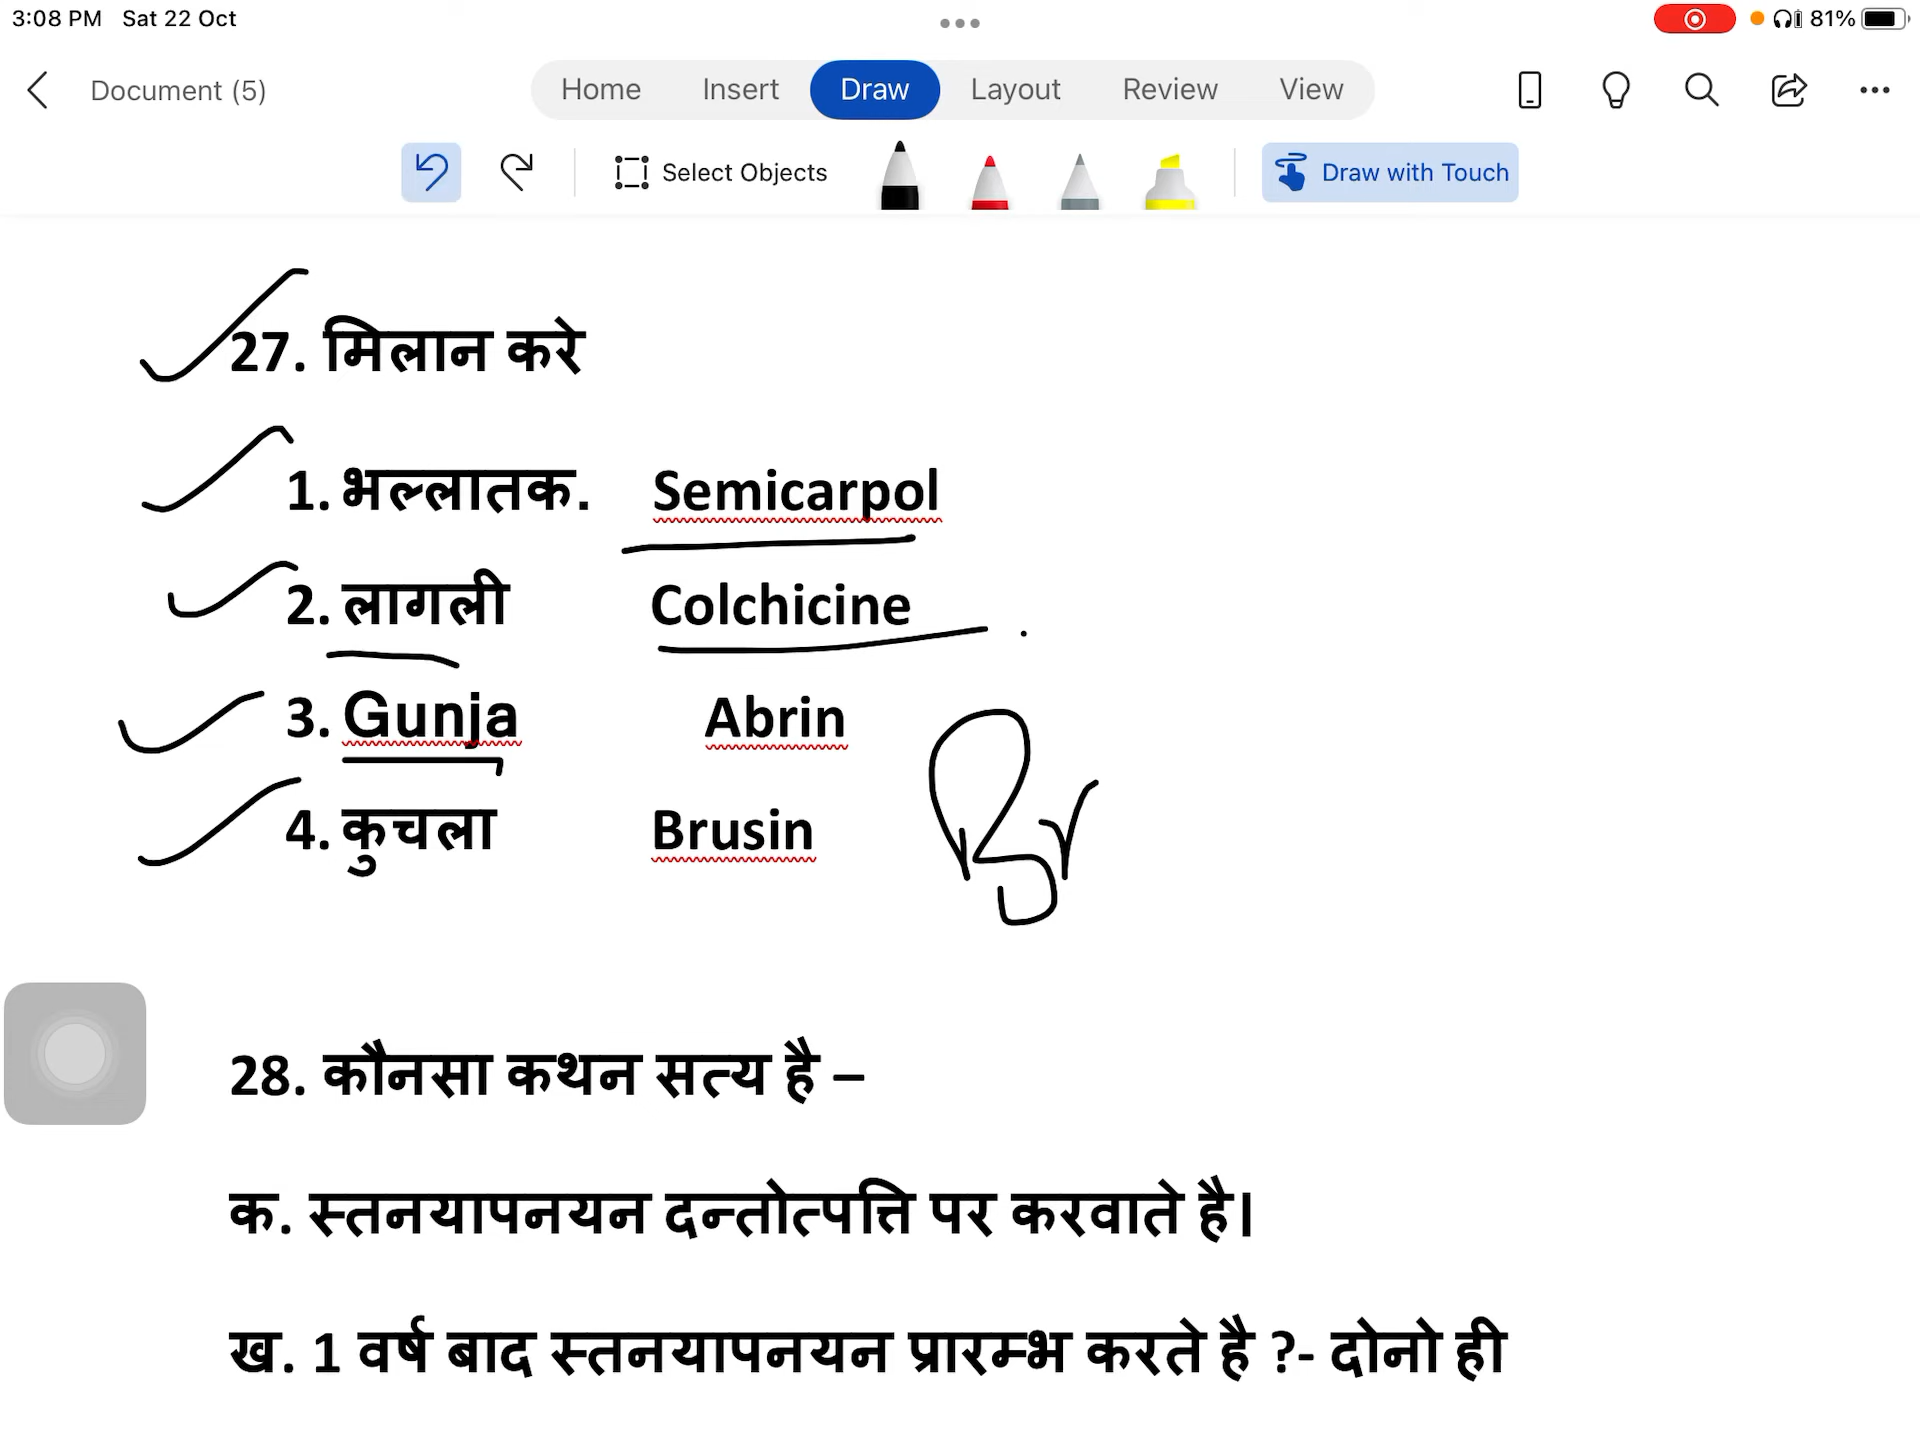 3:08 PM Sat 22 Oct 81%
Document (5) Home Insert Draw Layout Review View
Select Objects Draw with Touch
27. मिलान करे
1. भल्लातक. Semicarpol
2. लागली Colchicine
3. Gunja Abrin
4. कुचला Brusin
Br
28. कौनसा कथन सत्य है –
क. स्तनयापनयन दन्तोत्पत्ति पर करवाते है।
ख. 1 वर्ष बाद स्तनयापनयन प्रारम्भ करते है ?- दोनो ही